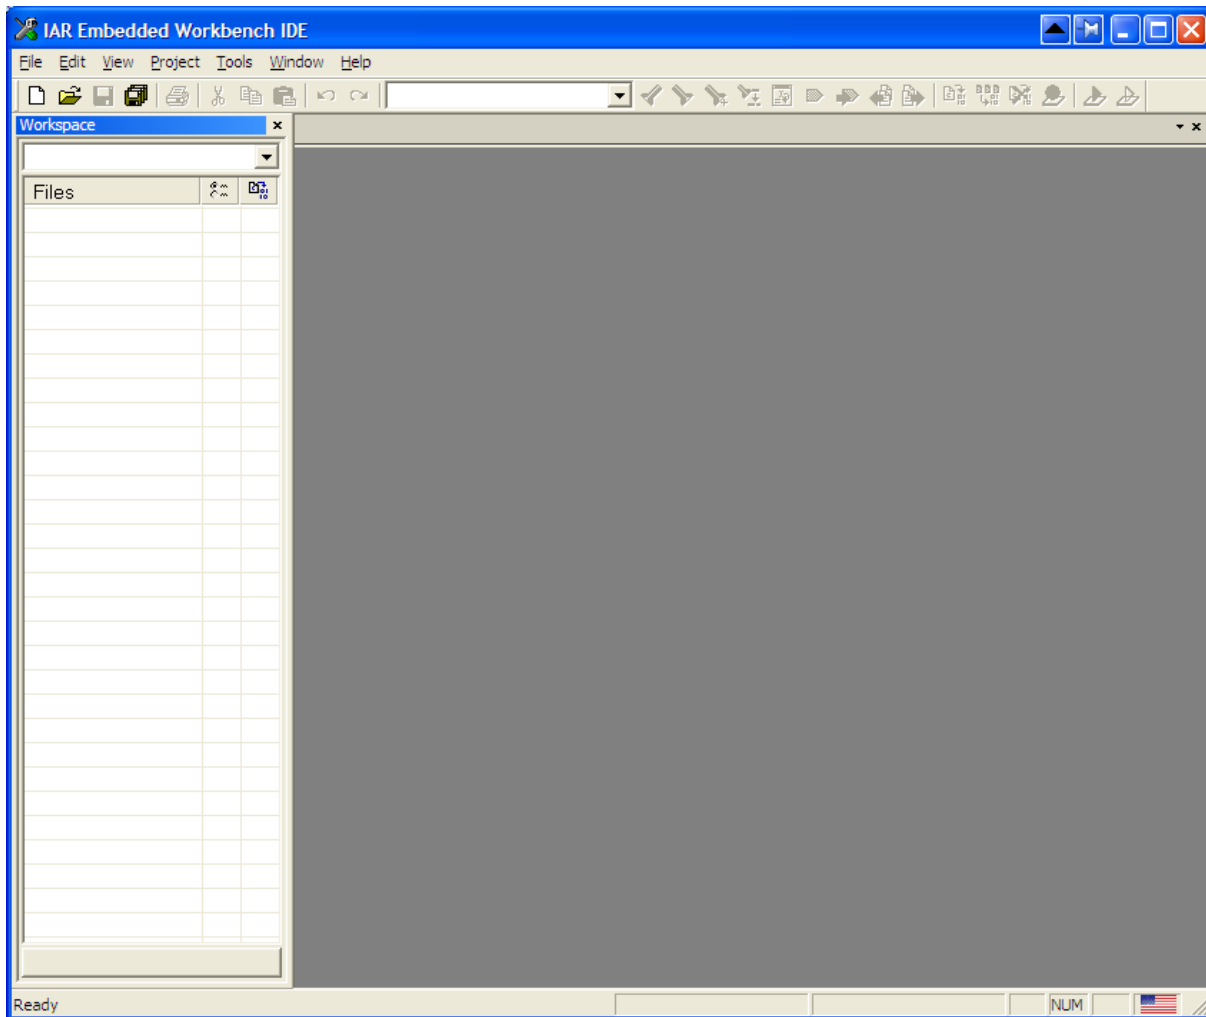 IAR Embedded Workbench IDE
File Edit View Project Tools Window Help
Workspace
Files
Ready
NUM